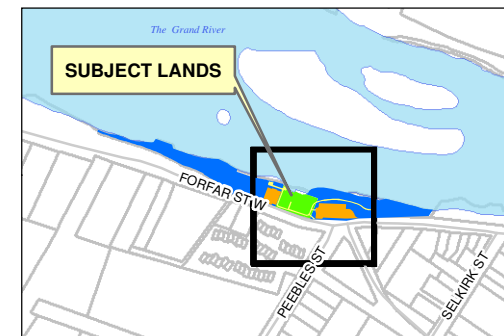 The Grand River
SUBJECT LANDS
FORFAR ST W
PEEBLES ST
SELKIRK ST